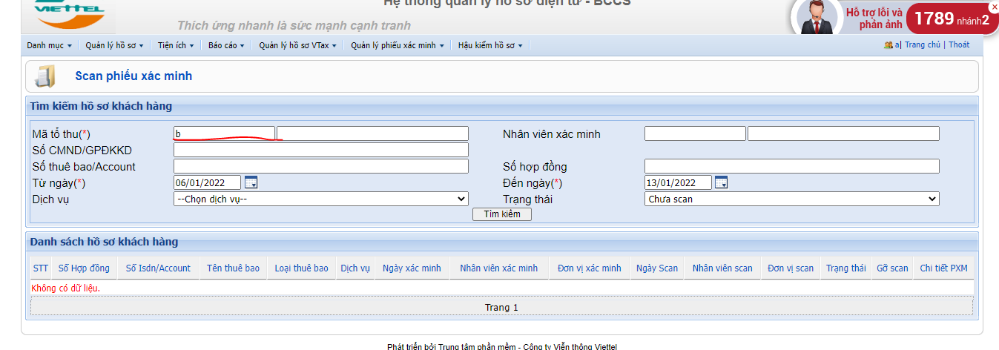 Hệ thống quản lý hồ sơ điện tử - BCCS
VIETTEL
Thích ứng nhanh là sức mạnh cạnh tranh
Hỗ trợ lỗi và
phản ánh
1789 nhánh2
Danh mục Quản lý hồ sơ Tiện ích Báo cáo Quản lý hồ sơ VTax Quản lý phiếu xác minh Hậu kiểm hồ sơ a| Trang chủ | Thoát
Scan phiếu xác minh
Tìm kiếm hồ sơ khách hàng
Mã tổ thu(*) b Nhân viên xác minh
Số CMND/GPĐKKD
Số thuê bao/Account Số hợp đồng
Từ ngày(*) 06/01/2022 Đến ngày(*) 13/01/2022
Dịch vụ --Chọn dịch vụ-- Trạng thái Chưa scan
Tìm kiếm
Danh sách hồ sơ khách hàng
STT Số Hợp đồng Số Isdn/Account Tên thuê bao Loại thuê bao Dịch vụ Ngày xác minh Nhân viên xác minh Đơn vị xác minh Ngày Scan Nhân viên scan Đơn vị scan Trạng thái Gỡ scan Chi tiết PXM
Không có dữ liệu.
Trang 1
Phát triển bởi Trung tâm phần mềm - Công ty Viễn thông Viettel